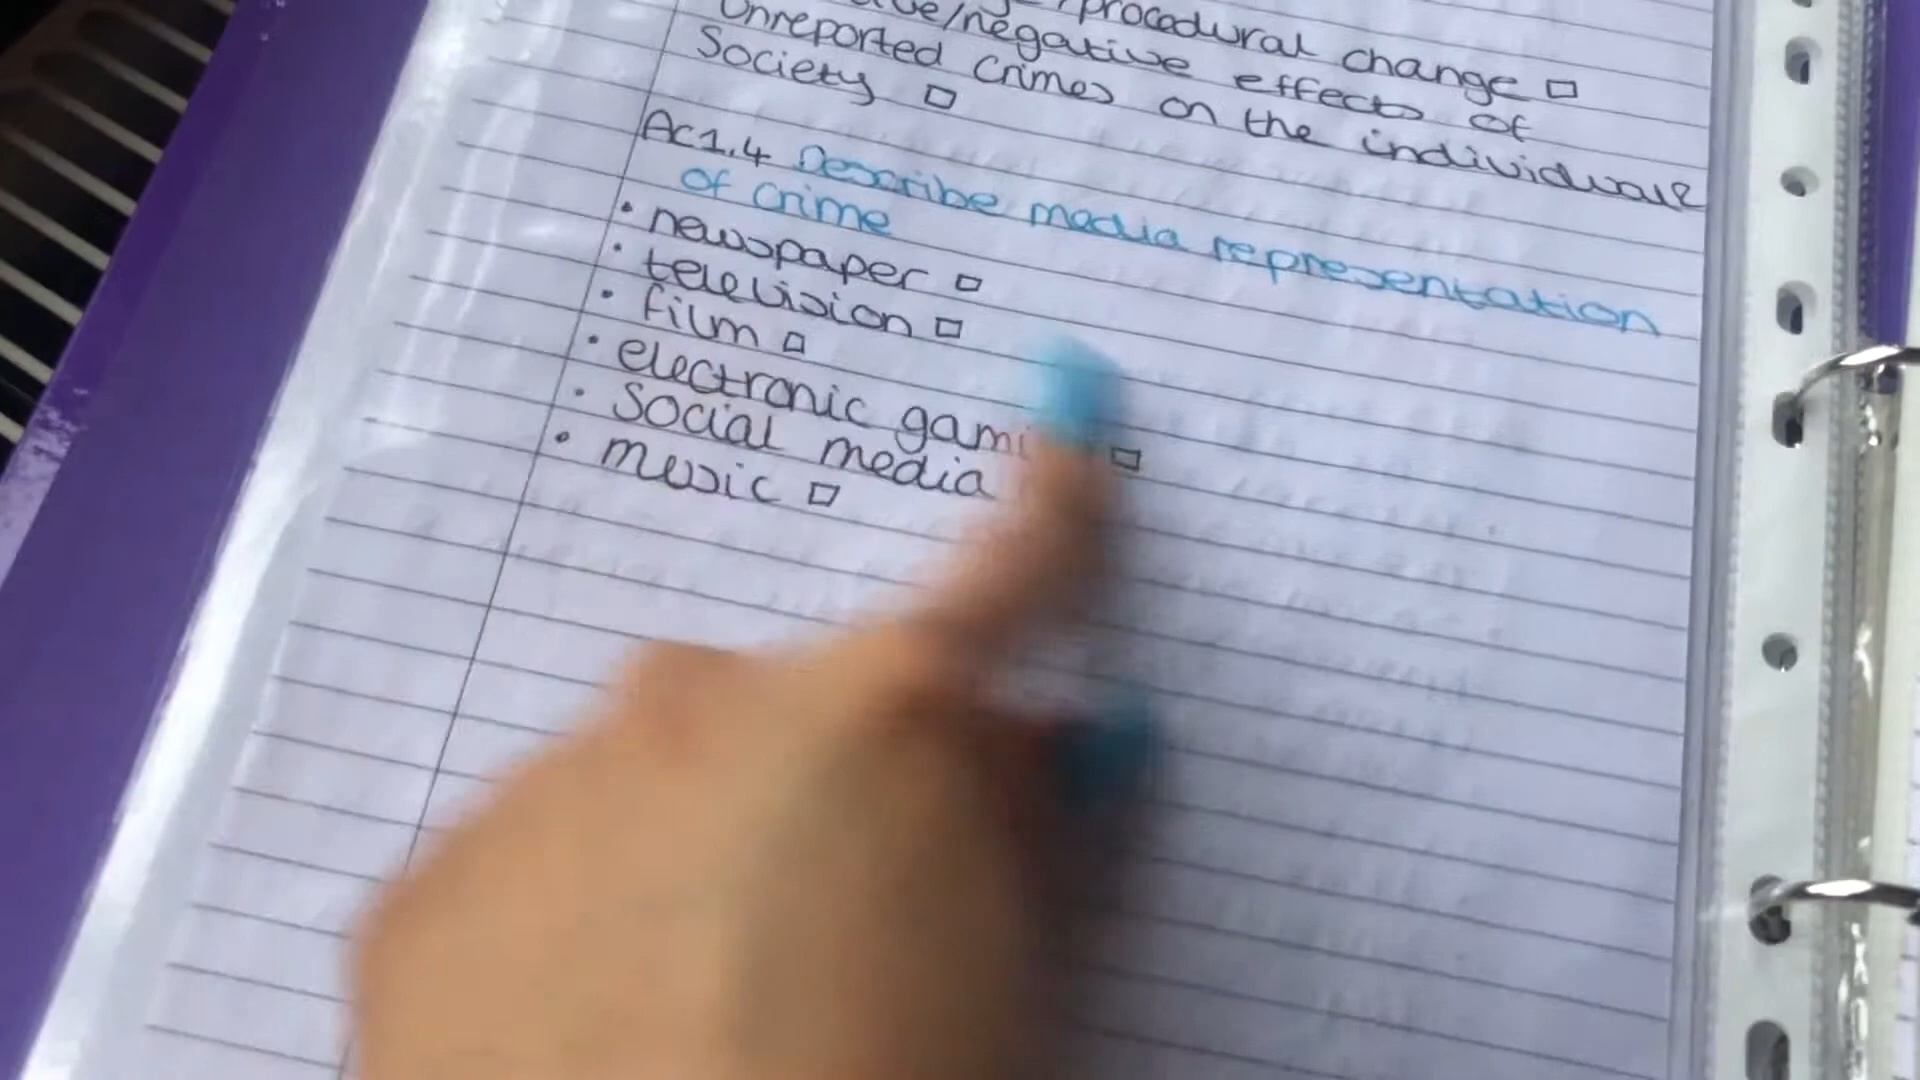 procedural change
/negative effects of
Unreported Crimes on the individual
Society
AC1.4 Describe media representation
of crime
• newspaper
• television
• film
• electronic gami
• Social media
• music